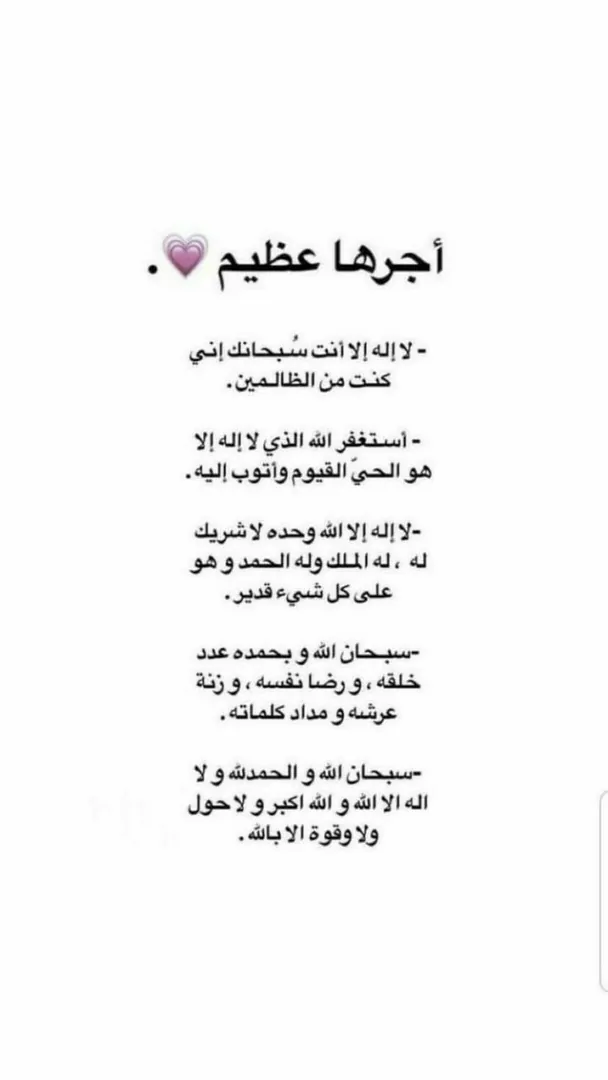 أجرها عظيم 💗.
- لا إله إلا أنت سُبحانك إني
كنت من الظالمين.
- أستغفر الله الذي لا إله إلا
هو الحيّ القيوم وأتوب إليه.
-لا إله إلا الله وحده لا شريك
له ، له الملك وله الحمد و هو
على كل شيء قدير.
-سبحان الله و بحمده عدد
خلقه ، و رضا نفسه ، و زنة
عرشه و مداد كلماته.
-سبحان الله و الحمدلله و لا
اله الا الله و الله اكبر و لا حول
ولا وقوة الا بالله.